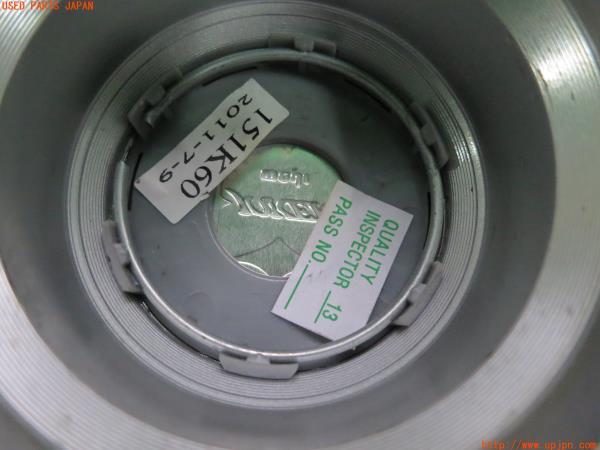 USED PARTS JAPAN
151K60
2011-7-9
QUALITY
INSPECTOR 13
PASS NO.
http://www.upjpn.com/